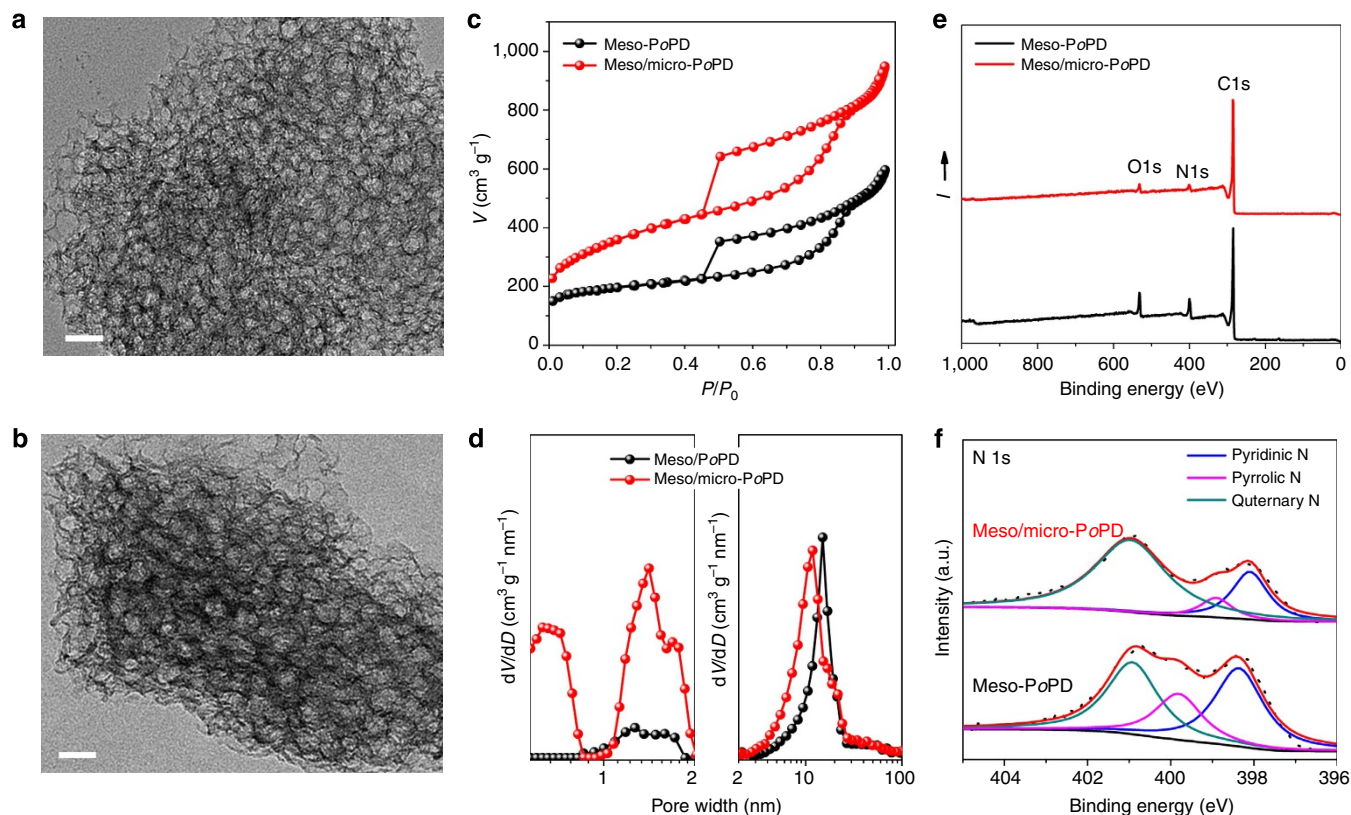 a
b
c
Meso-PoPD
Meso/micro-PoPD
1,000
800
600
400
200
0
V (cm³ g⁻¹)
0.0 0.2 0.4 0.6 0.8 1.0
P/P₀
d
Meso/PoPD
Meso/micro-PoPD
dV/dD (cm³ g⁻¹ nm⁻¹)
dV/dD (cm³ g⁻¹ nm⁻¹)
1 2 2 10 100
Pore width (nm)
e
Meso-PoPD
Meso/micro-PoPD
C1s
O1s N1s
I
1,000 800 600 400 200 0
Binding energy (eV)
f
N 1s
Pyridinic N
Pyrrolic N
Quternary N
Meso/micro-PoPD
Meso-PoPD
Intensity (a.u.)
404 402 400 398 396
Binding energy (eV)